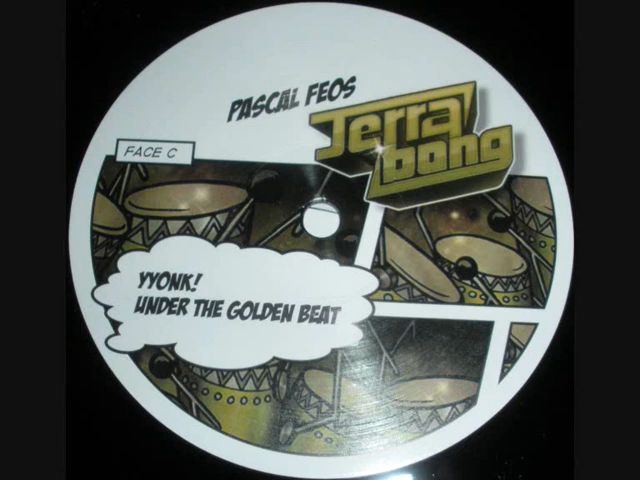 PASCAL FEOS
Terra
bong
FACE C
YYONK!
UNDER THE GOLDEN BEAT